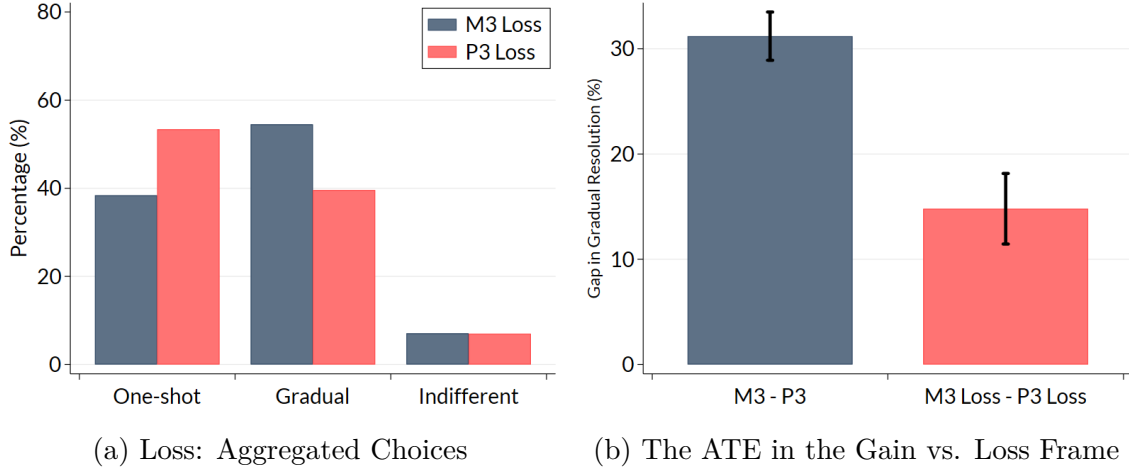 80
60
40
20
0
Percentage (%)
M3 Loss
P3 Loss
One-shot
Gradual
Indifferent
(a) Loss: Aggregated Choices
30
20
10
0
Gap in Gradual Resolution (%)
M3 - P3
M3 Loss - P3 Loss
(b) The ATE in the Gain vs. Loss Frame